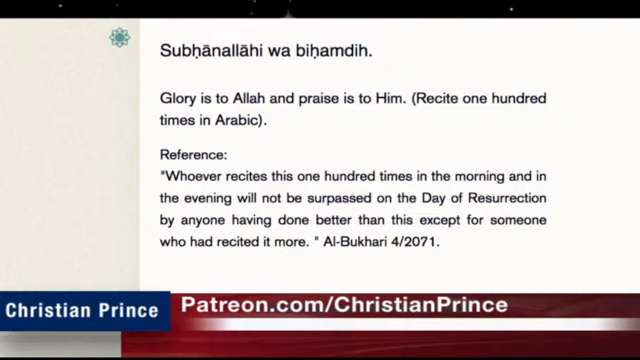 Subḥānallāhi wa biḥamdih.
Glory is to Allah and praise is to Him. (Recite one hundred
times in Arabic).
Reference:
"Whoever recites this one hundred times in the morning and in
the evening will not be surpassed on the Day of Resurrection
by anyone having done better than this except for someone
who had recited it more. " Al-Bukhari 4/2071.
Christian Prince
Patreon.com/ChristianPrince